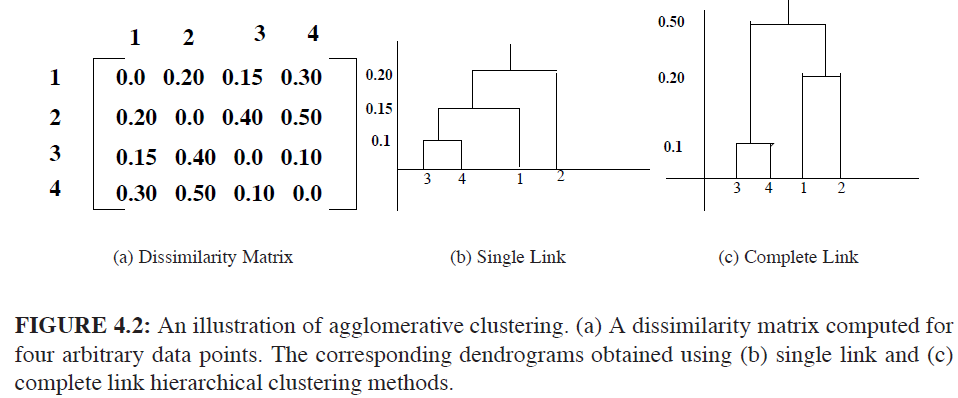 1 2 3 4
1 0.0 0.20 0.15 0.30
2 0.20 0.0 0.40 0.50
3 0.15 0.40 0.0 0.10
4 0.30 0.50 0.10 0.0
(a) Dissimilarity Matrix
0.20
0.15
0.1
3 4 1 2
(b) Single Link
0.50
0.20
0.1
3 4 1 2
(c) Complete Link
FIGURE 4.2: An illustration of agglomerative clustering. (a) A dissimilarity matrix computed for
four arbitrary data points. The corresponding dendrograms obtained using (b) single link and (c)
complete link hierarchical clustering methods.